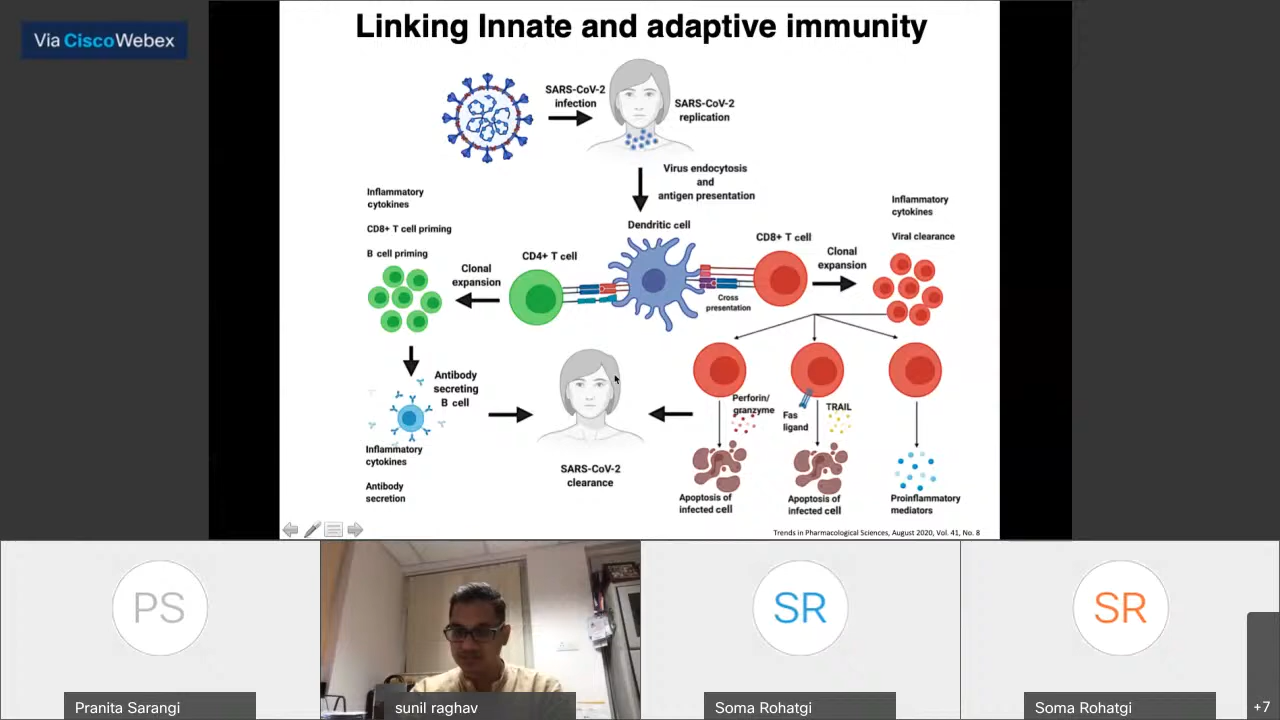 Linking Innate and adaptive immunity
Via CiscoWebex
SARS-CoV-2
infection
SARS-CoV-2
replication
Virus endocytosis
and
antigen presentation
Inflammatory
cytokines
CD8+ T cell priming
B cell priming
Clonal
expansion
CD4+ T cell
Dendritic cell
CD8+ T cell
Cross
presentation
Clonal
expansion
Inflammatory
cytokines
Viral clearance
Antibody
secreting
B cell
Inflammatory
cytokines
Antibody
secretion
SARS-CoV-2
clearance
Perforin/
granzyme
Fas
ligand
TRAIL
Apoptosis of
infected cell
Apoptosis of
infected cell
Proinflammatory
mediators
Trends in Pharmacological Sciences, August 2020, Vol. 41, No. 8
PS
SR
SR
Pranita Sarangi
sunil raghav
Soma Rohatgi
Soma Rohatgi
+7